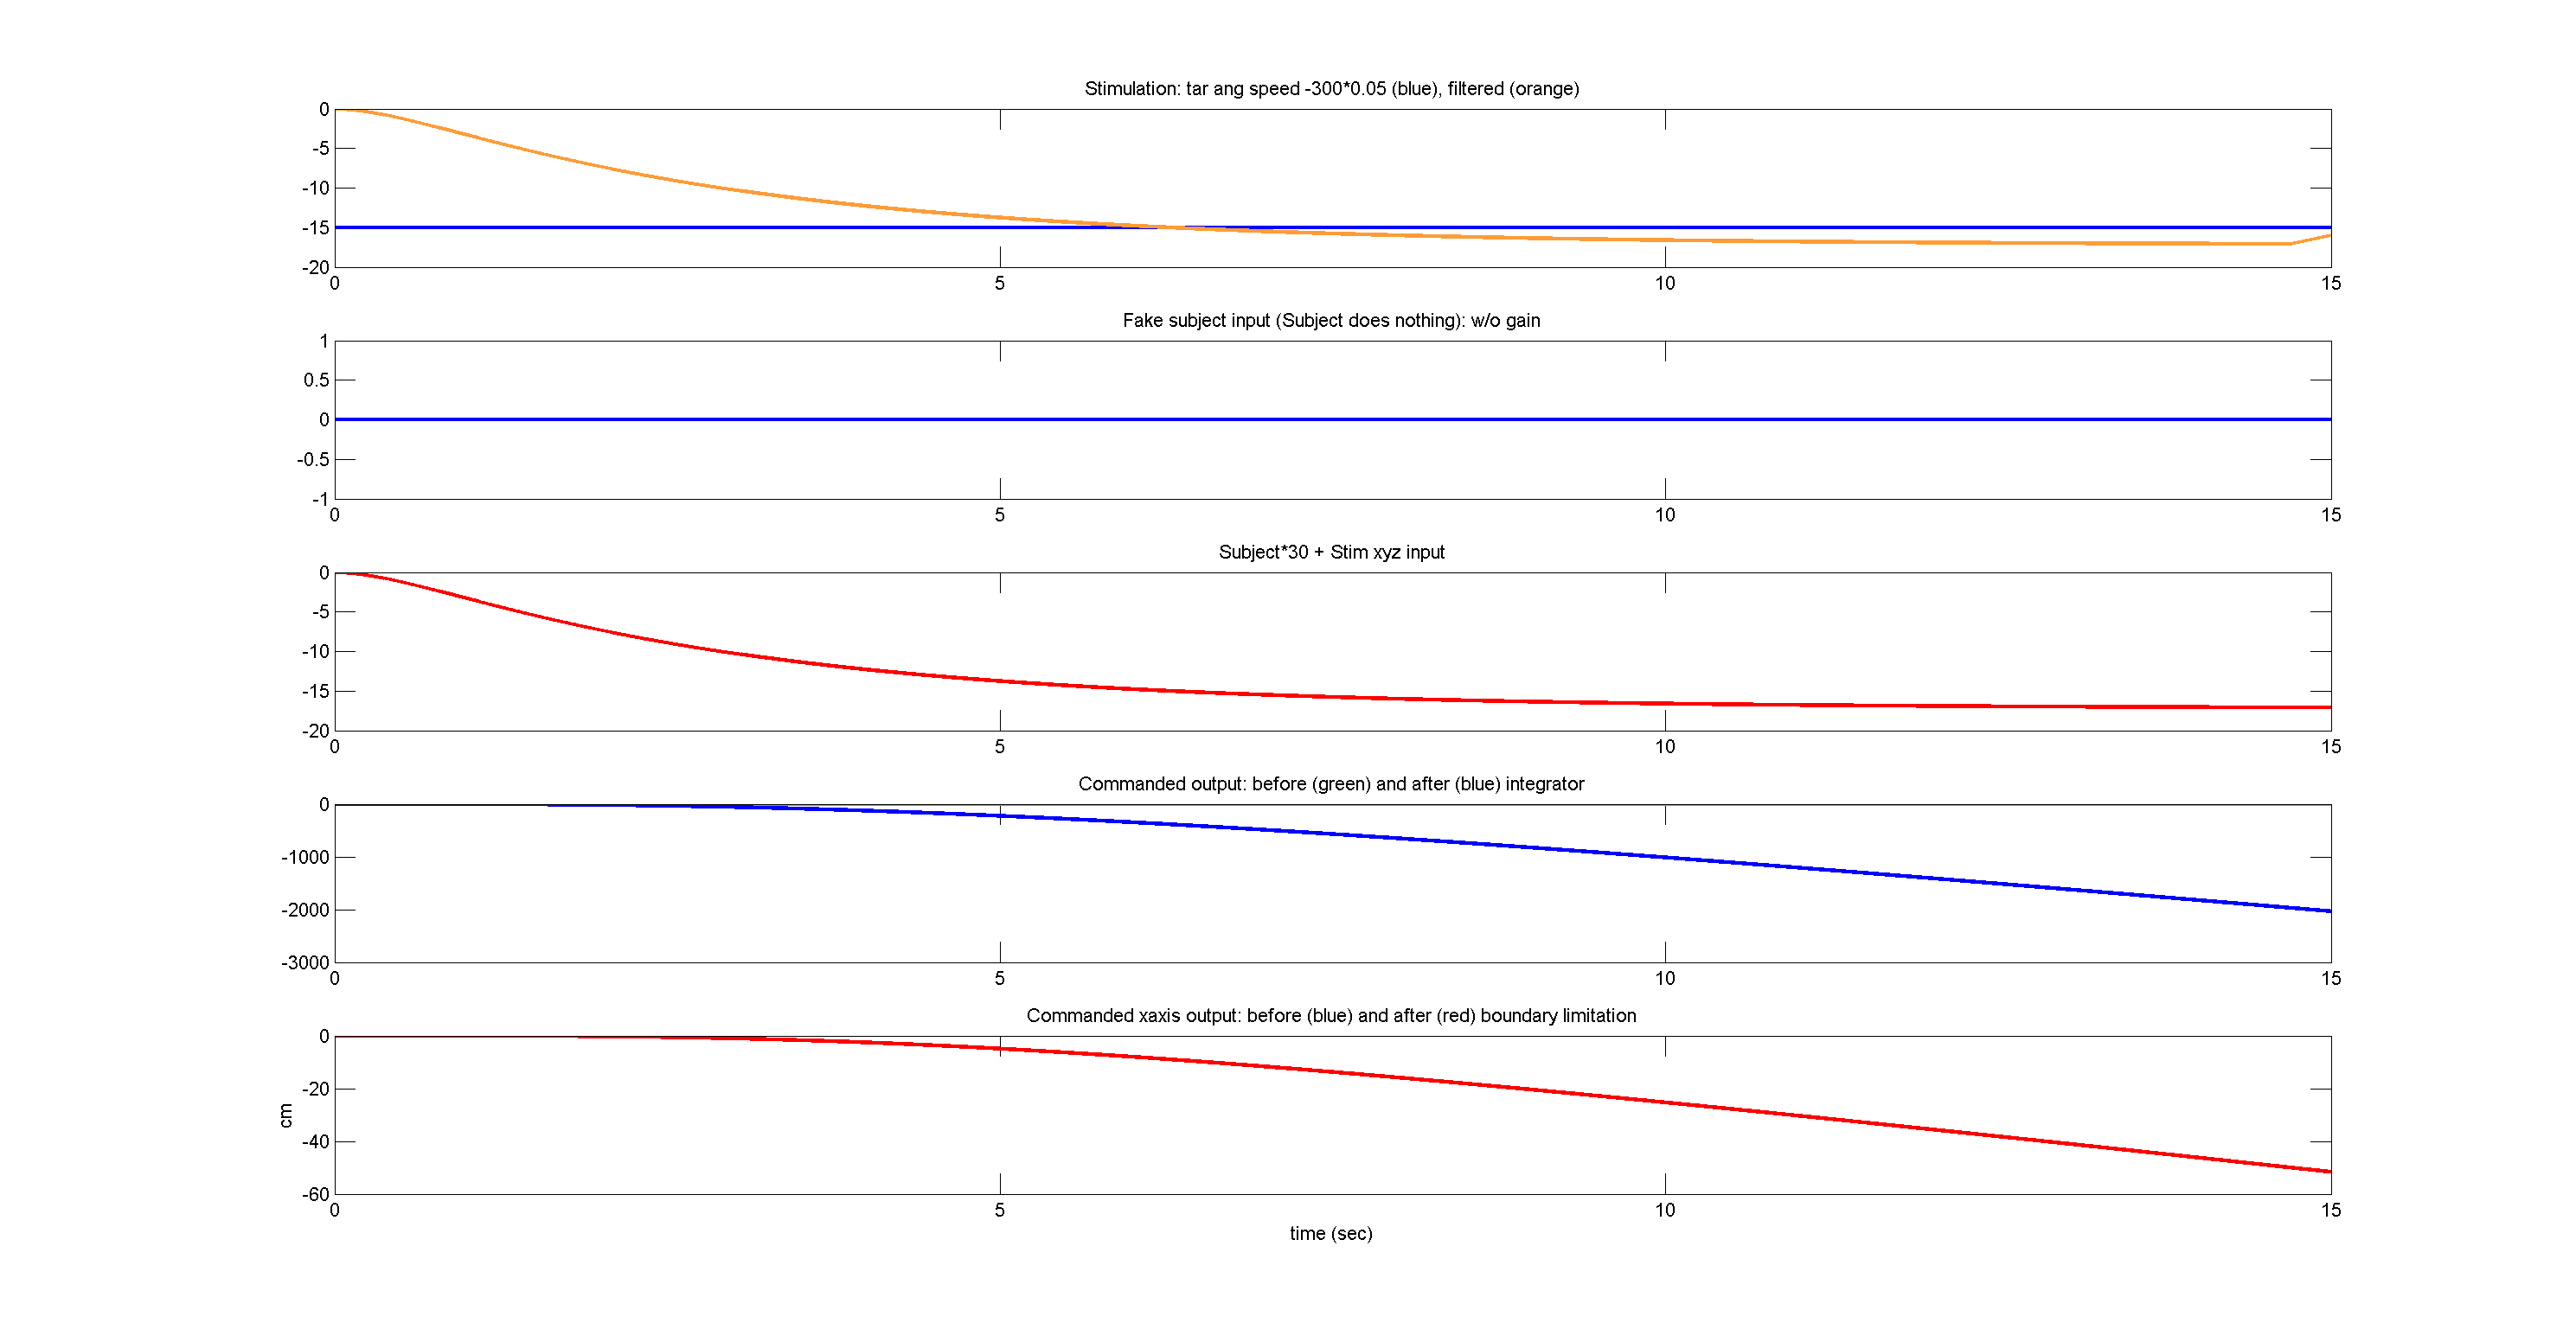 Stimulation: tar ang speed -300*0.05 (blue), filtered (orange)
0
-5
-10
-15
-20
0 5 10 15
Fake subject input (Subject does nothing): w/o gain
1
0.5
0
-0.5
-1
0 5 10 15
Subject*30 + Stim xyz input
0
-5
-10
-15
-20
0 5 10 15
Commanded output: before (green) and after (blue) integrator
0
-1000
-2000
-3000
0 5 10 15
Commanded xaxis output: before (blue) and after (red) boundary limitation
0
-20
-40
-60
cm
0 5 10 15
time (sec)